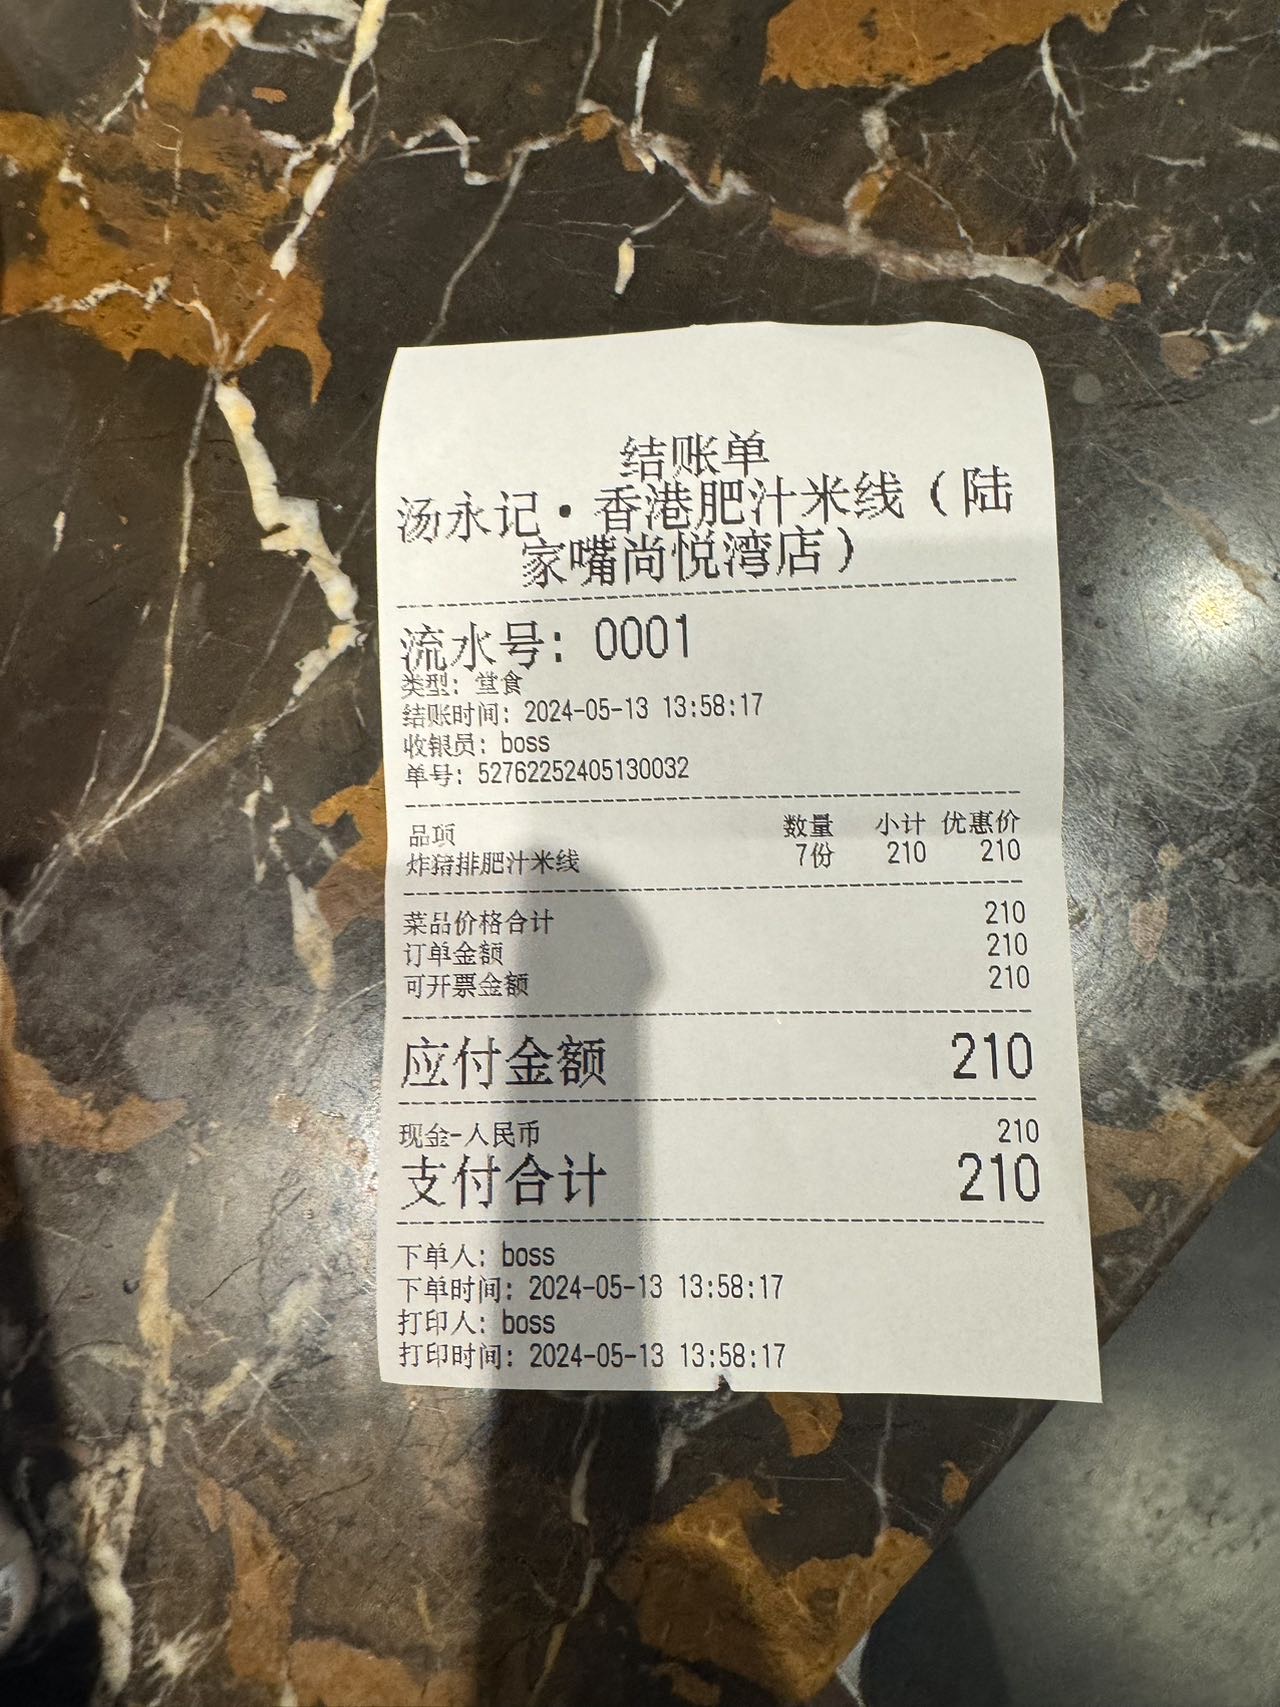 结账单
汤永记·香港肥汁米线（陆
家嘴尚悦湾店）
流水号：0001
类型：堂食
结账时间：2024-05-13 13:58:17
收银员：boss
单号：52762252405130032
品项 数量 小计 优惠价
炸猪排肥汁米线 7份 210 210
菜品价格合计 210
订单金额 210
可开票金额 210
应付金额 210
现金-人民币 210
支付合计 210
下单人：boss
下单时间：2024-05-13 13:58:17
打印人：boss
打印时间：2024-05-13 13:58:17